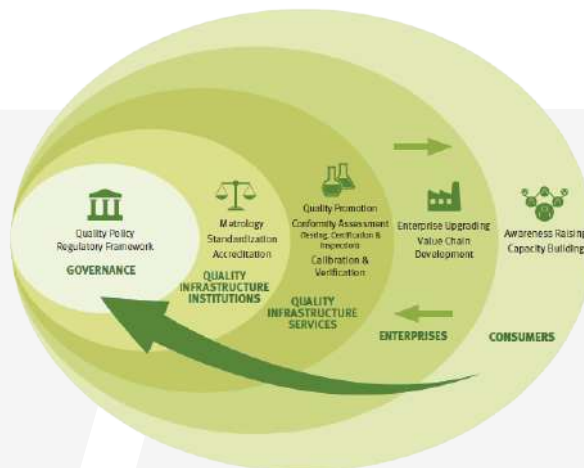 Quality Policy
Regulatory Framework
GOVERNANCE
Metrology
Standardization
Accreditation
QUALITY
INFRASTRUCTURE
INSTITUTIONS
Quality Promotion
Conformity Assessment
(Testing, Certification &
Inspection)
Calibration &
Verification
QUALITY
INFRASTRUCTURE
SERVICES
Enterprise Upgrading
Value Chain
Development
ENTERPRISES
Awareness Raising
Capacity Building
CONSUMERS